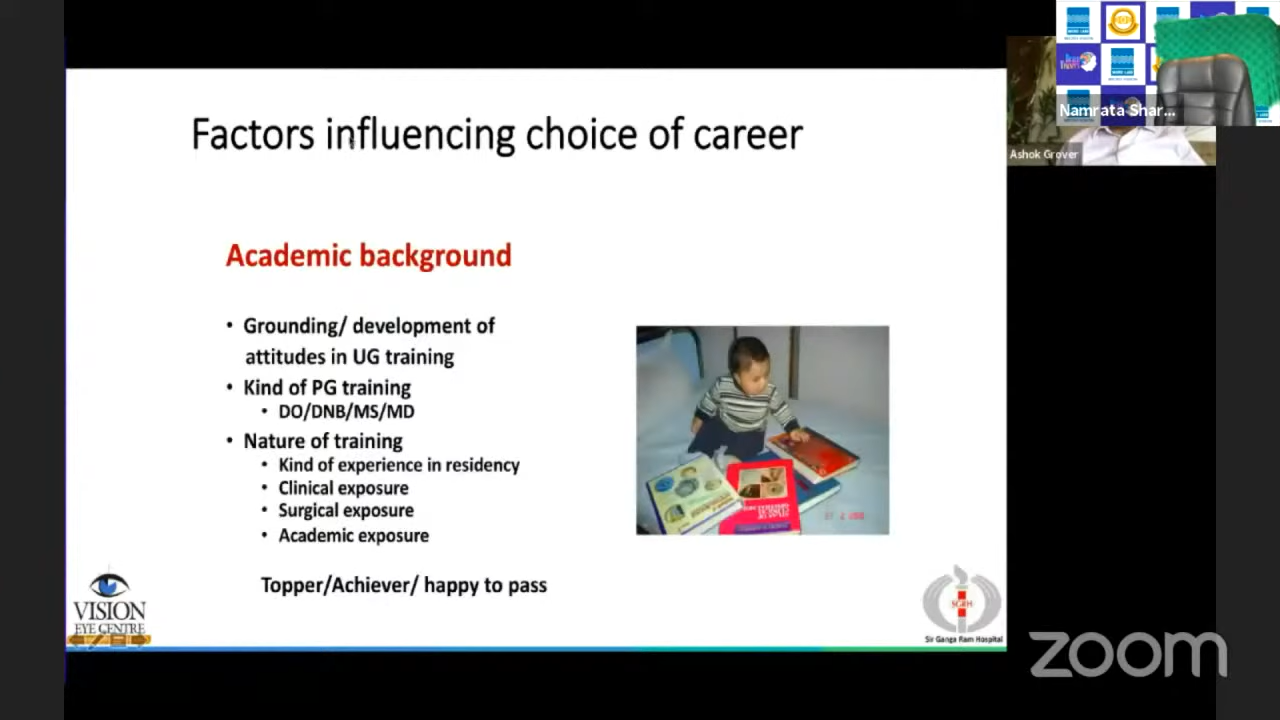 Factors influencing choice of career
Academic background
• Grounding/ development of
attitudes in UG training
• Kind of PG training
• DO/DNB/MS/MD
• Nature of training
• Kind of experience in residency
• Clinical exposure
• Surgical exposure
• Academic exposure
Topper/Achiever/ happy to pass
VISION
EYE CENTRE
SGRH
Sir Ganga Ram Hospital
Namrata Shar...
Ashok Grover
zoom